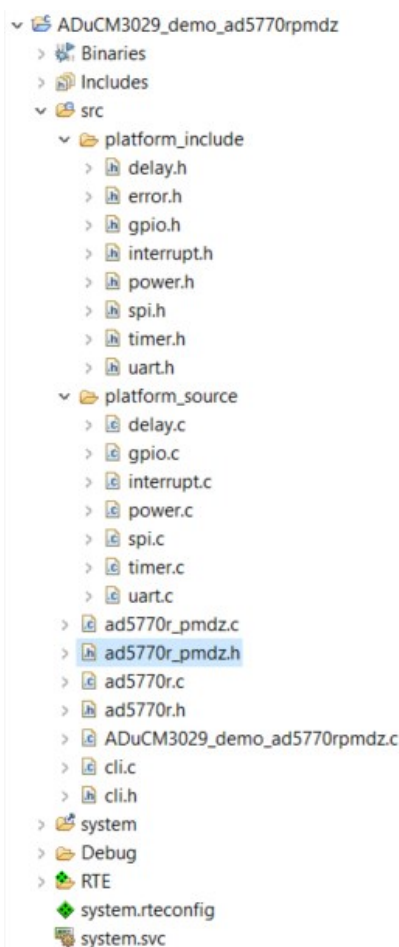 ADuCM3029_demo_ad5770rpmdz
Binaries
Includes
src
platform_include
delay.h
error.h
gpio.h
interrupt.h
power.h
spi.h
timer.h
uart.h
platform_source
delay.c
gpio.c
interrupt.c
power.c
spi.c
timer.c
uart.c
ad5770r_pmdz.c
ad5770r_pmdz.h
ad5770r.c
ad5770r.h
ADuCM3029_demo_ad5770rpmdz.c
cli.c
cli.h
system
Debug
RTE
system.rteconfig
system.svc